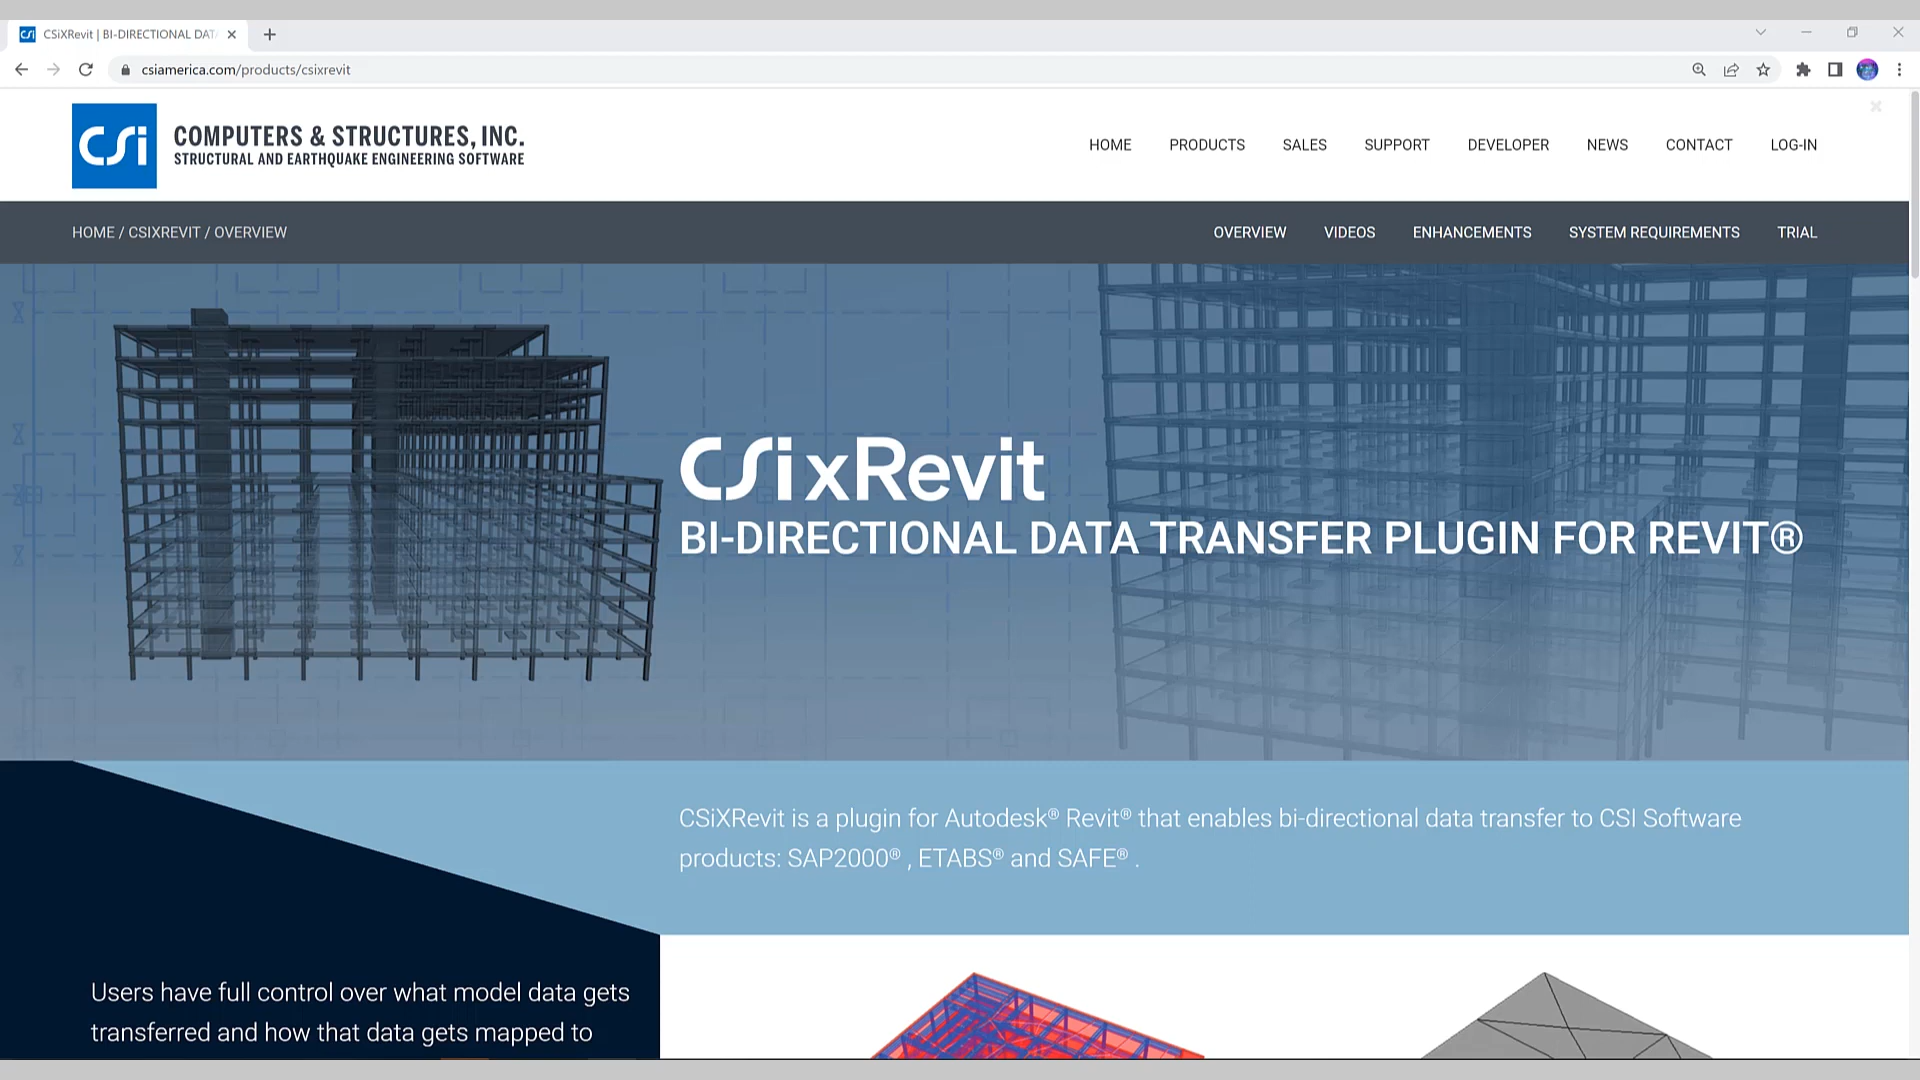 CSiXRevit | BI-DIRECTIONAL DAT
csiamerica.com/products/csixrevit
CSi
COMPUTERS & STRUCTURES, INC.
STRUCTURAL AND EARTHQUAKE ENGINEERING SOFTWARE
HOME PRODUCTS SALES SUPPORT DEVELOPER NEWS CONTACT LOG-IN
HOME / CSIXREVIT / OVERVIEW
OVERVIEW VIDEOS ENHANCEMENTS SYSTEM REQUIREMENTS TRIAL
CSixRevit
BI-DIRECTIONAL DATA TRANSFER PLUGIN FOR REVIT®
CSiXRevit is a plugin for Autodesk® Revit® that enables bi-directional data transfer to CSI Software
products: SAP2000® , ETABS® and SAFE® .
Users have full control over what model data gets
transferred and how that data gets mapped to